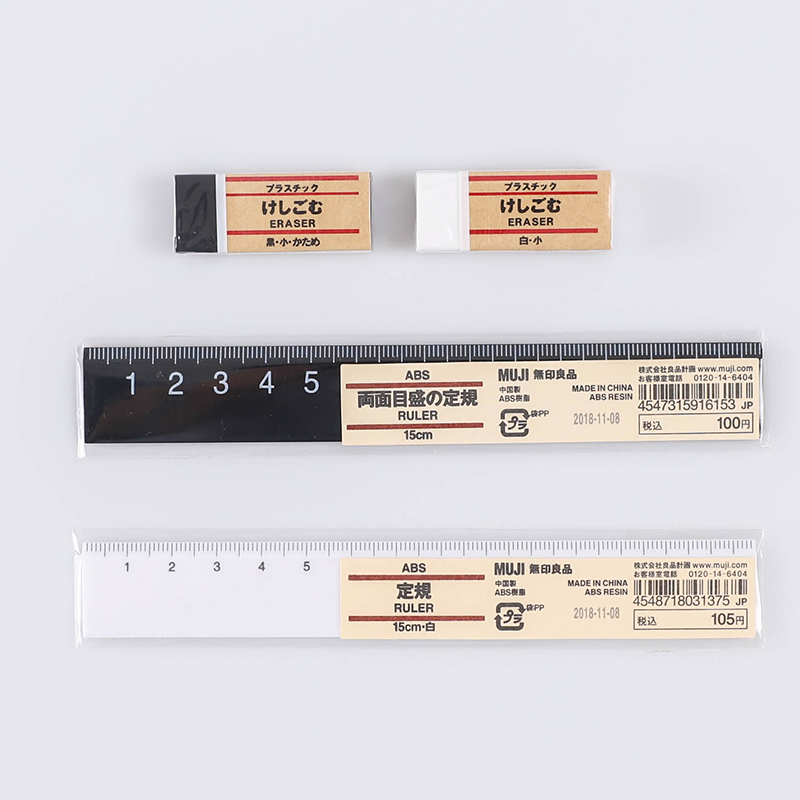 プラスチック
けしごむ
ERASER
黒・小・かため
プラスチック
けしごむ
ERASER
白・小
1 2 3 4 5
ABS
両面目盛の定規
RULER
15cm
MUJI 無印良品
中国製
ABS樹脂
MADE IN CHINA
ABS RESIN
プラ
袋:PP
2018-11-08
株式会社良品計画 www.muji.com
お客様室電話 0120-14-6404
4547315916153 JP
税込 100円
1 2 3 4 5
ABS
定規
RULER
15cm・白
MUJI 無印良品
中国製
ABS樹脂
MADE IN CHINA
ABS RESIN
プラ
袋:PP
2018-11-08
株式会社良品計画 www.muji.com
お客様室電話 0120-14-6404
4548718031375 JP
税込 105円